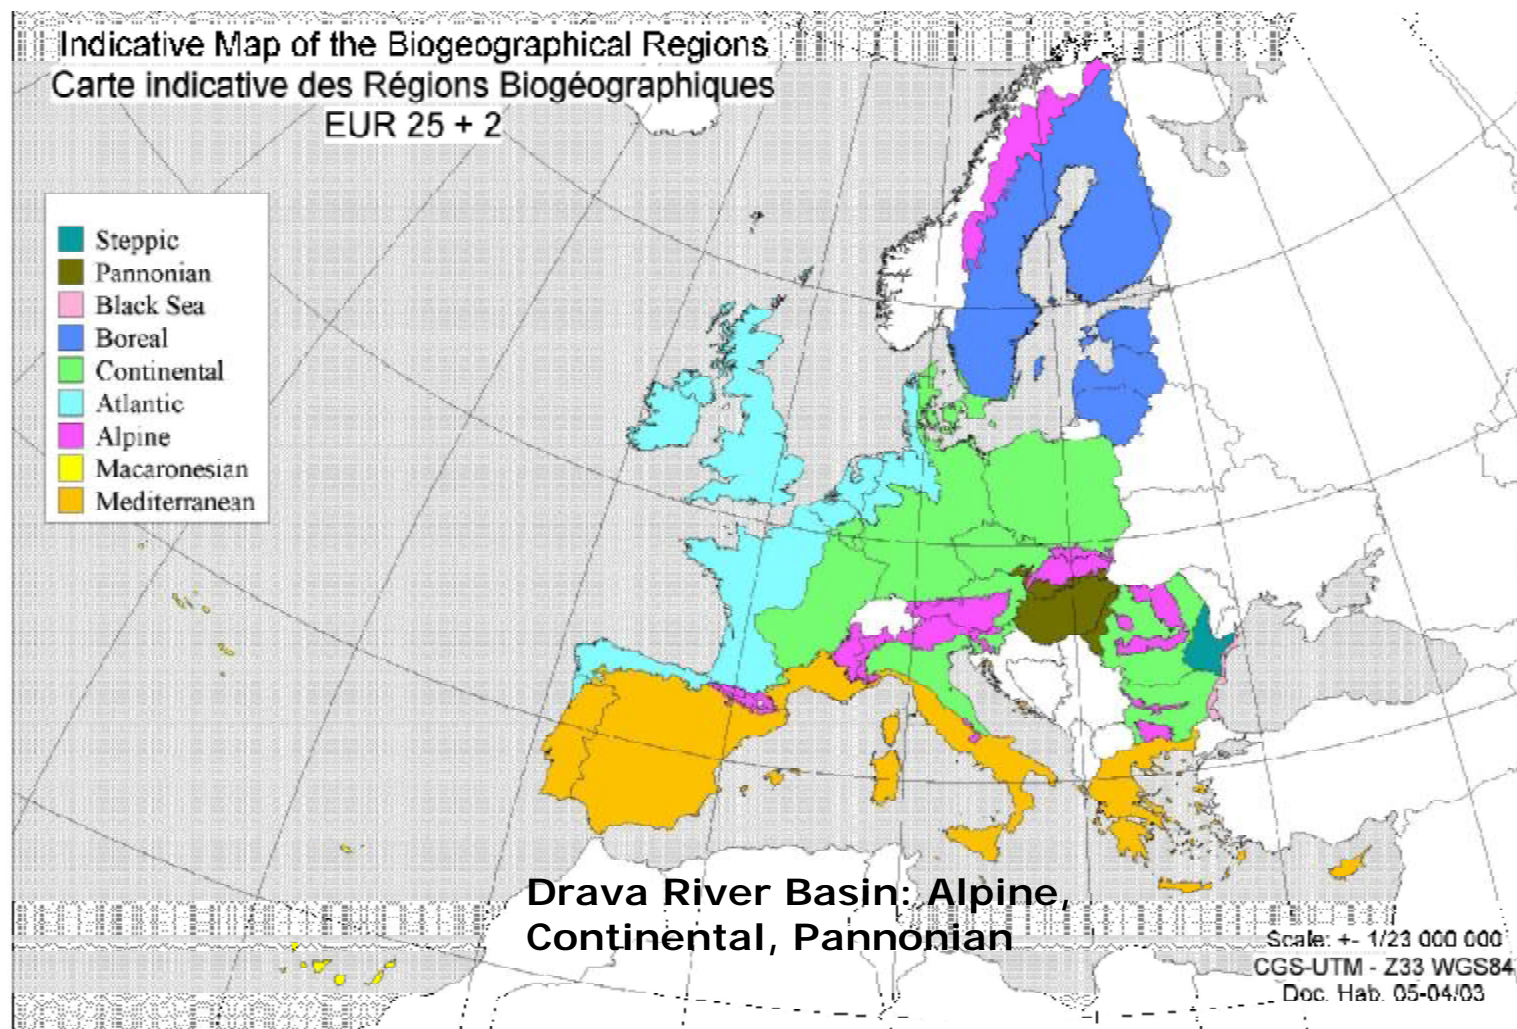 Indicative Map of the Biogeographical Regions
Carte indicative des Régions Biogéographiques
EUR 25 + 2
Steppic
Pannonian
Black Sea
Boreal
Continental
Atlantic
Alpine
Macaronesian
Mediterranean
Drava River Basin: Alpine,
Continental, Pannonian
Scale: +- 1/23 000 000
CGS-UTM - Z33 WGS84
Doc. Hab. 05-04/03